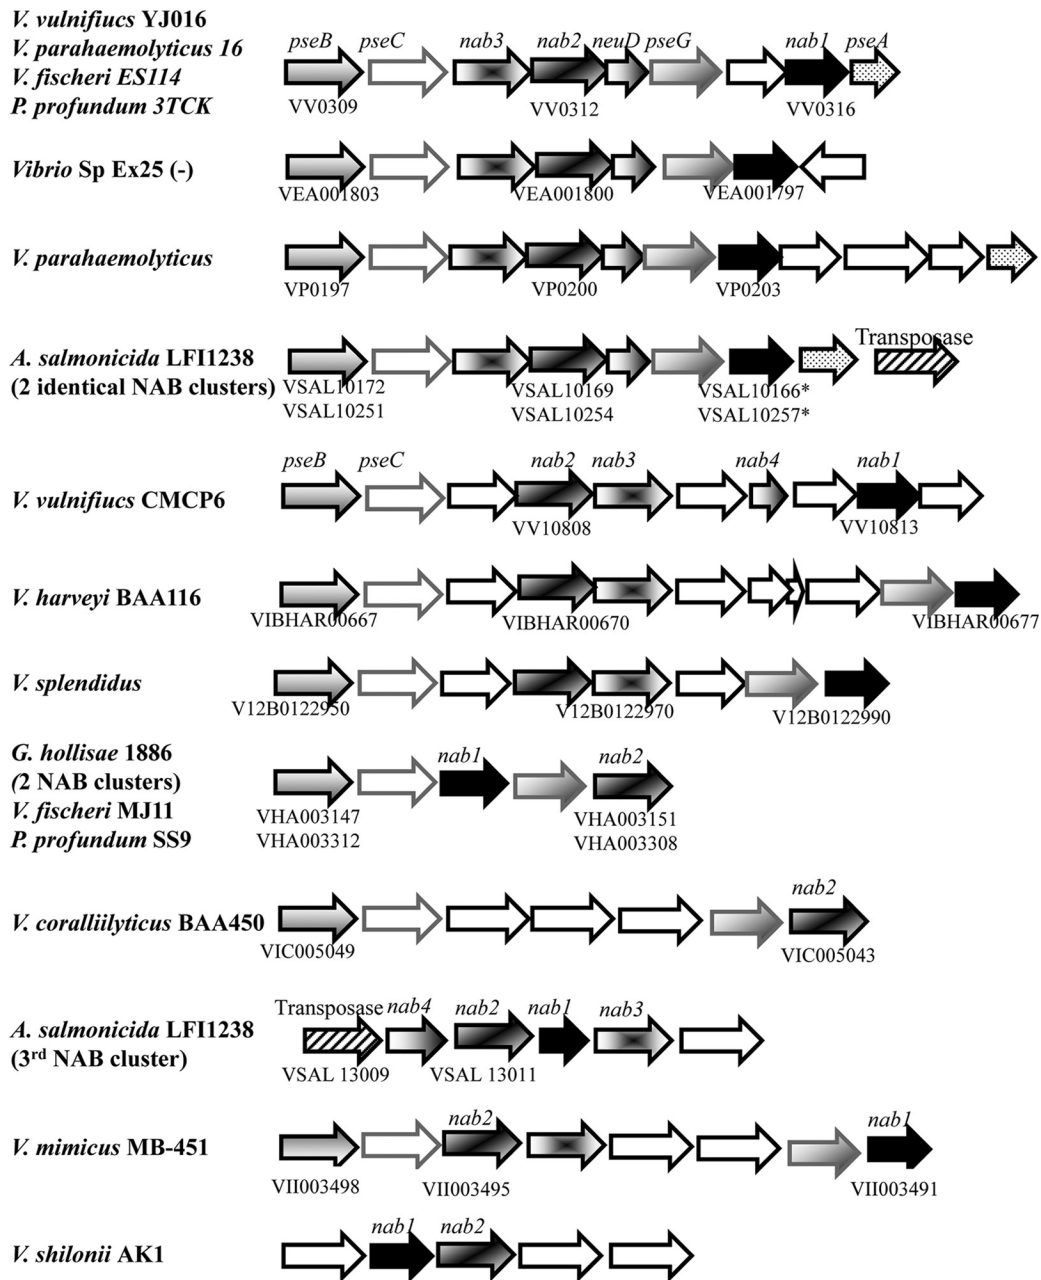 V. vulnifiucs YJ016
V. parahaemolyticus 16
V. fischeri ES114
P. profundum 3TCK
pseB pseC nab3 nab2 neuD pseG nab1 pseA
VV0309 VV0312 VV0316
Vibrio Sp Ex25 (-)
VEA001803 VEA001800 VEA001797
V. parahaemolyticus
VP0197 VP0200 VP0203
Transposase
A. salmonicida LFI1238
(2 identical NAB clusters)
VSAL10172 VSAL10169 VSAL10166*
VSAL10251 VSAL10254 VSAL10257*
pseB pseC nab2 nab3 nab4 nab1
V. vulnifiucs CMCP6
VV10808 VV10813
V. harveyi BAA116
VIBHAR00667 VIBHAR00670 VIBHAR00677
V. splendidus
V12B0122950 V12B0122970 V12B0122990
G. hollisae 1886
(2 NAB clusters)
V. fischeri MJ11
P. profundum SS9
nab1 nab2
VHA003147 VHA003151
VHA003312 VHA003308
nab2
V. coralliilyticus BAA450
VIC005049 VIC005043
Transposase nab4 nab2 nab1 nab3
A. salmonicida LFI1238
(3rd NAB cluster)
VSAL 13009 VSAL 13011
nab2 nab1
V. mimicus MB-451
VII003498 VII003495 VII003491
nab1 nab2
V. shilonii AK1